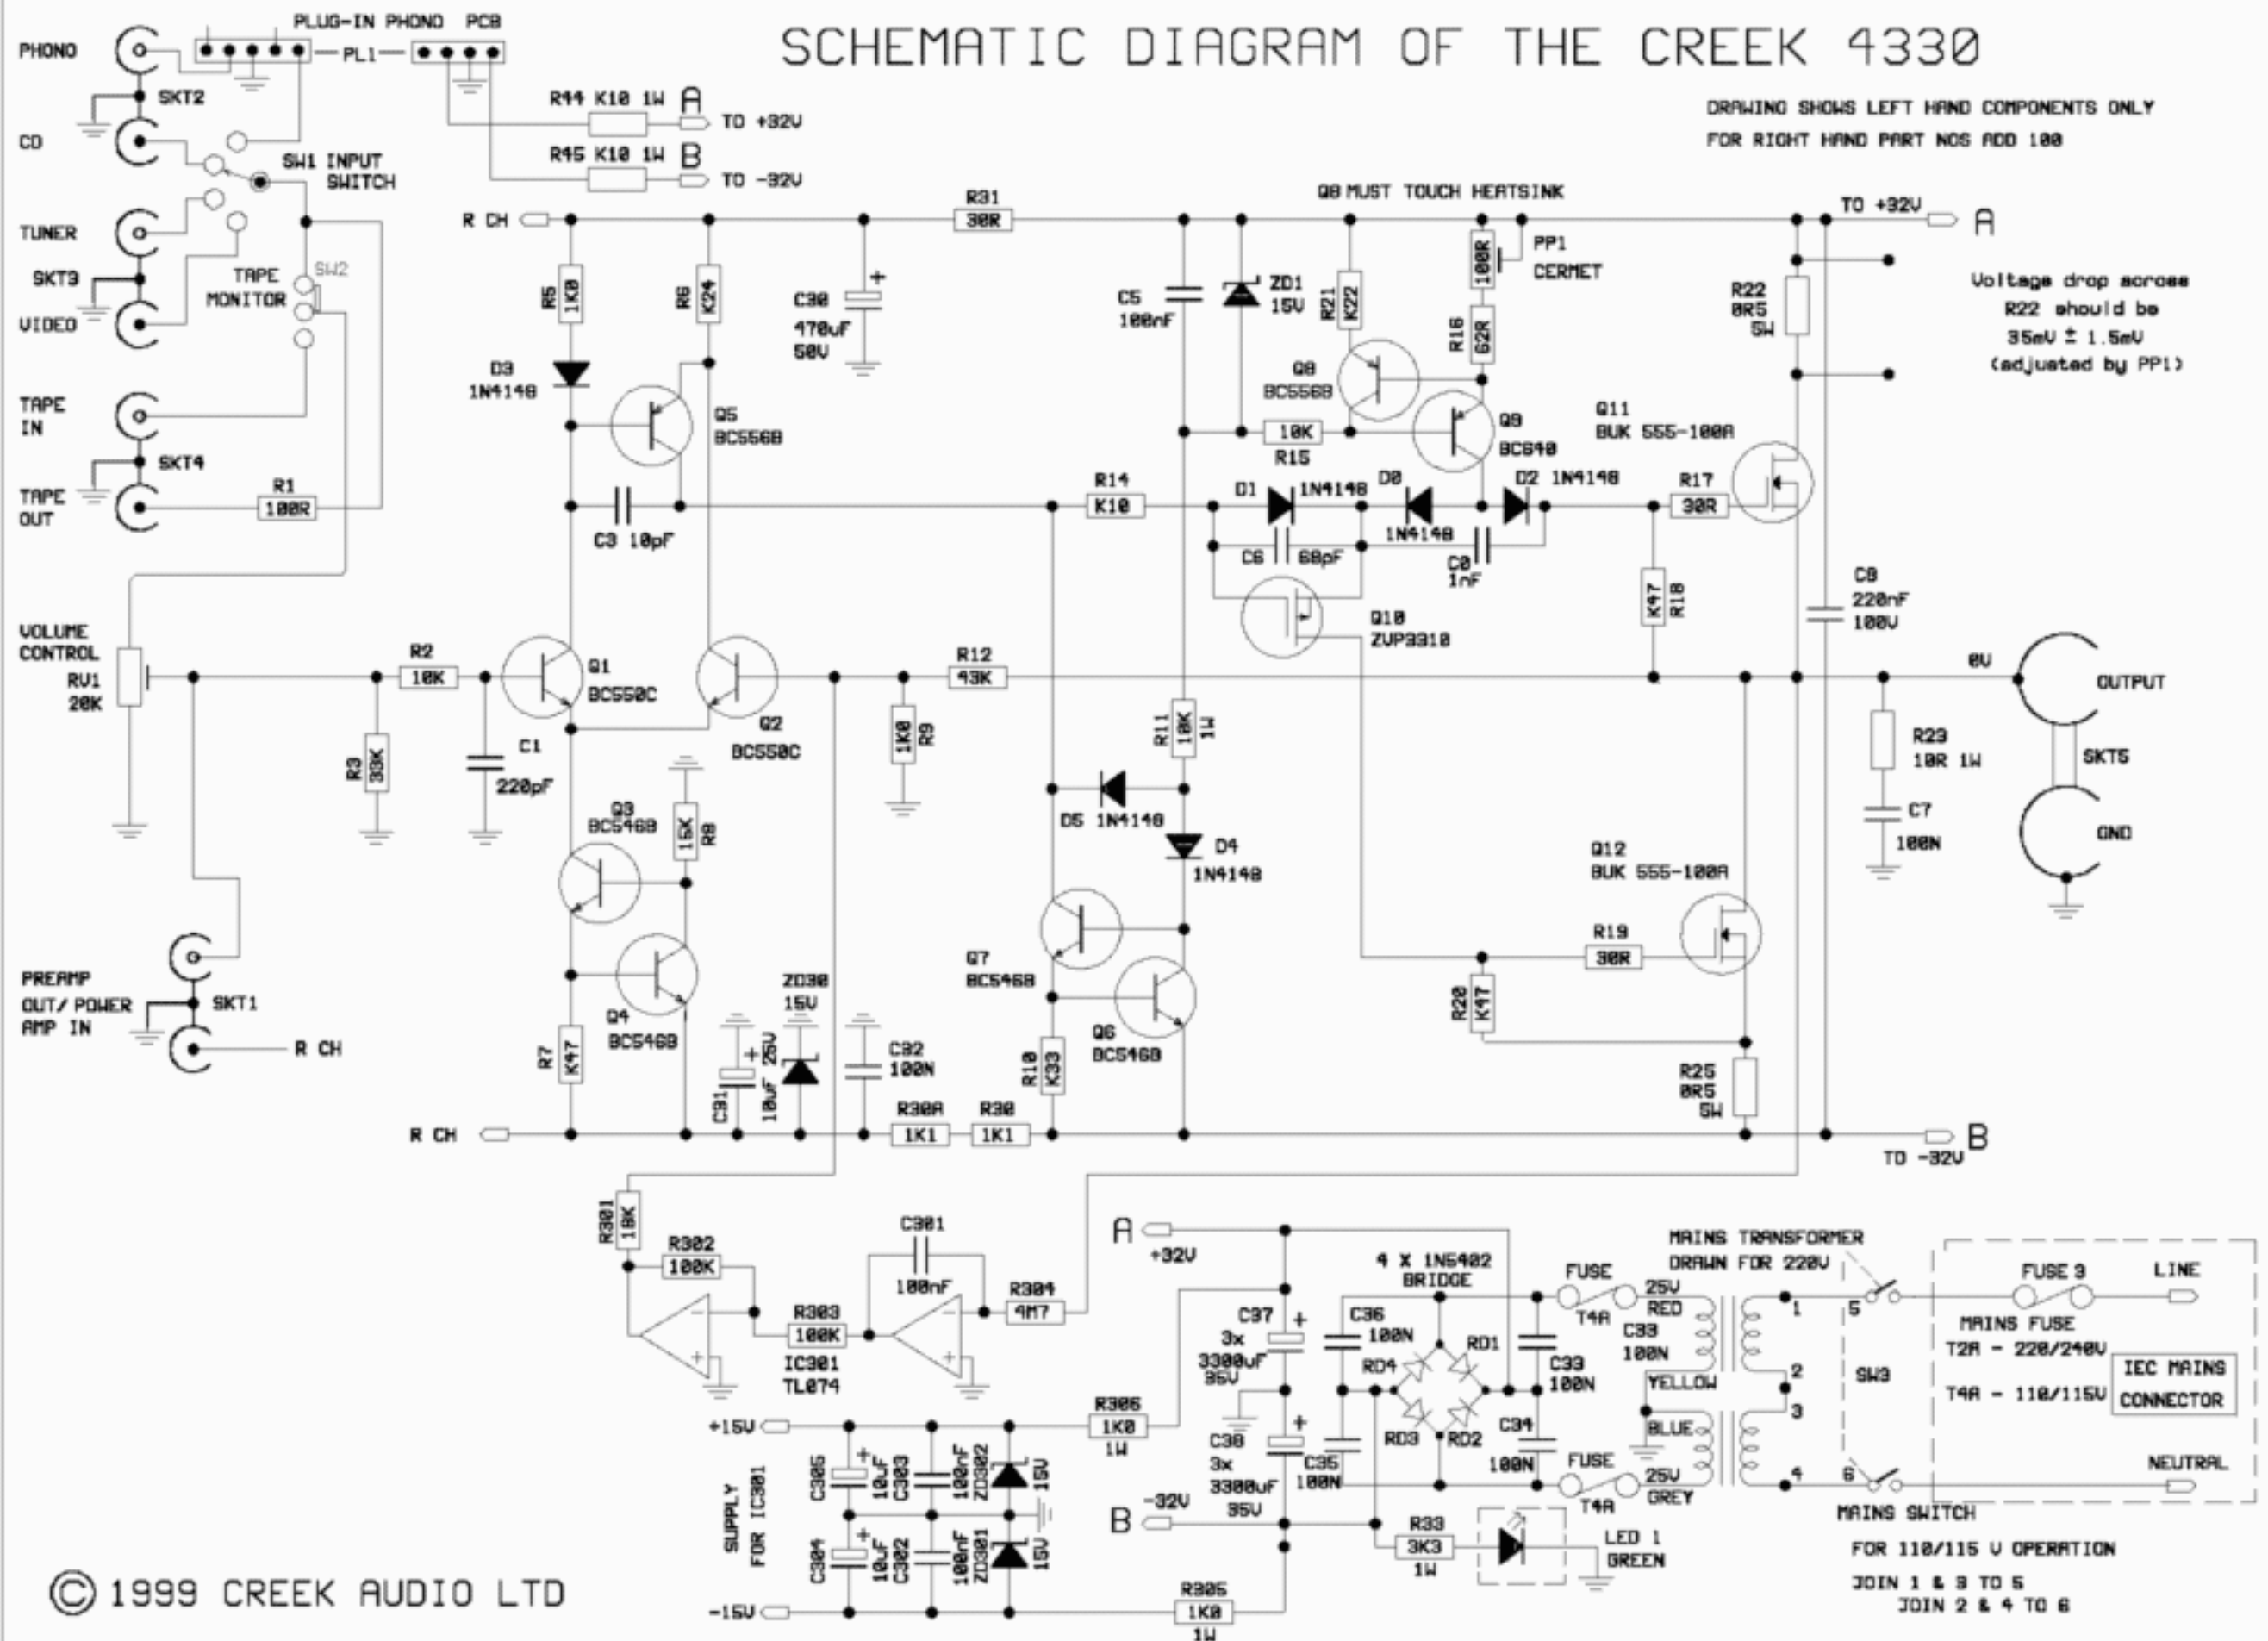 SCHEMATIC DIAGRAM OF THE CREEK 4330
DRAWING SHOWS LEFT HAND COMPONENTS ONLY
FOR RIGHT HAND PART NOS ADD 100
PLUG-IN PHONO PCB
PHONO
PL1
SKT2
CD
SW1 INPUT
SWITCH
TUNER
SKT3
VIDEO
TAPE
MONITOR
SW2
TAPE
IN
SKT4
TAPE
OUT
R1
100R
R44 K10 1W A
TO +32V
R45 K10 1W B
TO -32V
R CH
R31
30R
Q8 MUST TOUCH HEATSINK
TO +32V
A
R5
1K0
R6
K24
C30
470uF
50V
D3
1N4148
Q5
BC556B
C3 10pF
C5
100nF
ZD1
15V
R21
K22
100R
PP1
CERMET
R16
62R
Q8
BC556B
Q9
BC640
10K
R15
R22
0R5
5W
Voltage drop across
R22 should be
35mV ± 1.5mV
(adjusted by PP1)
Q11
BUK 555-100A
R14
K10
D1
1N4148
D0
1N4148
D2 1N4148
R17
30R
C6
68pF
C0
1nF
Q10
ZVP3310
K47
R18
C8
220nF
100V
VOLUME
CONTROL
RV1
20K
R2
10K
R3
33K
C1
220pF
Q1
BC550C
Q2
BC550C
R12
43K
1K0
R9
R11
10K
1W
0V
OUTPUT
SKT5
GND
R23
10R 1W
C7
100N
Q3
BC546B
15K
R8
D5 1N4148
D4
1N4148
Q12
BUK 555-100A
R19
30R
R20
K47
R25
0R5
5W
PREAMP
OUT/ POWER
AMP IN
SKT1
R CH
Q4
BC546B
R7
K47
ZD30
15V
C31
10uF 25V
C32
100N
Q7
BC546B
Q6
BC546B
R10
K33
R CH
R30A
1K1
R30
1K1
B
TO -32V
R301
18K
R302
100K
C301
100nF
R303
100K
R304
4M7
IC301
TL074
A
+32V
C37
3x
3300uF
35V
4 X 1N5402
BRIDGE
C36
100N
RD1
RD4
RD3
RD2
C33
100N
C34
100N
C35
100N
FUSE
T4A
FUSE
T4A
25V
RED
C33
100N
YELLOW
BLUE
25V
GREY
MAINS TRANSFORMER
DRAWN FOR 220V
1
2
3
4
5
6
SW3
MAINS SWITCH
FUSE 3
LINE
MAINS FUSE
T2A - 220/240V
T4A - 110/115V
IEC MAINS
CONNECTOR
NEUTRAL
FOR 110/115 V OPERATION
JOIN 1 & 3 TO 5
JOIN 2 & 4 TO 6
+15V
R306
1K0
1W
SUPPLY
FOR IC301
C305
10uF
C303
100nF
ZD302
15V
C304
10uF
C302
100nF
ZD301
15V
C38
3x
3300uF
35V
-32V
B
R33
3K3
1W
LED 1
GREEN
-15V
R305
1K0
1W
© 1999 CREEK AUDIO LTD